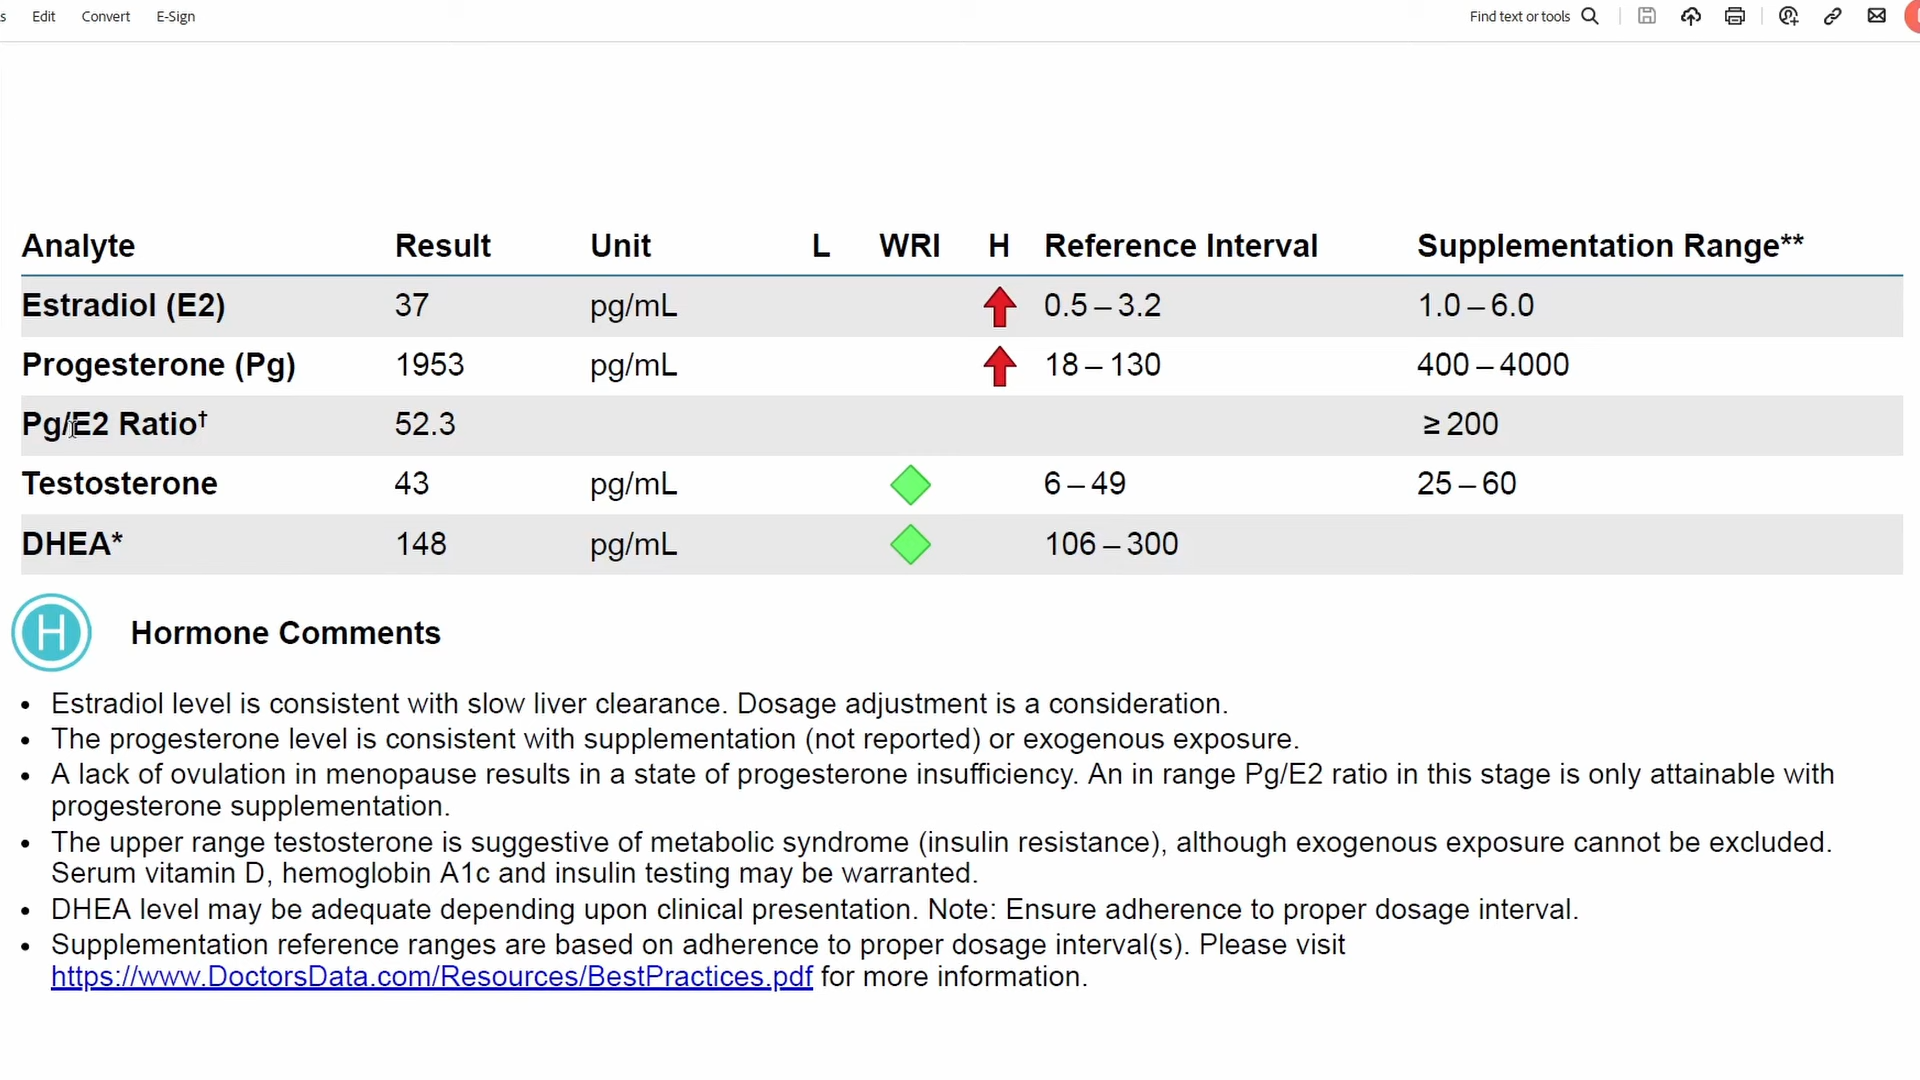 s Edit Convert E-Sign Find text or tools
Analyte Result Unit L WRI H Reference Interval Supplementation Range**
Estradiol (E2) 37 pg/mL 0.5 – 3.2 1.0 – 6.0
Progesterone (Pg) 1953 pg/mL 18 – 130 400 – 4000
Pg/E2 Ratio† 52.3 ≥ 200
Testosterone 43 pg/mL 6 – 49 25 – 60
DHEA* 148 pg/mL 106 – 300
H Hormone Comments
• Estradiol level is consistent with slow liver clearance. Dosage adjustment is a consideration.
• The progesterone level is consistent with supplementation (not reported) or exogenous exposure.
• A lack of ovulation in menopause results in a state of progesterone insufficiency. An in range Pg/E2 ratio in this stage is only attainable with
progesterone supplementation.
• The upper range testosterone is suggestive of metabolic syndrome (insulin resistance), although exogenous exposure cannot be excluded.
Serum vitamin D, hemoglobin A1c and insulin testing may be warranted.
• DHEA level may be adequate depending upon clinical presentation. Note: Ensure adherence to proper dosage interval.
• Supplementation reference ranges are based on adherence to proper dosage interval(s). Please visit
https://www.DoctorsData.com/Resources/BestPractices.pdf for more information.